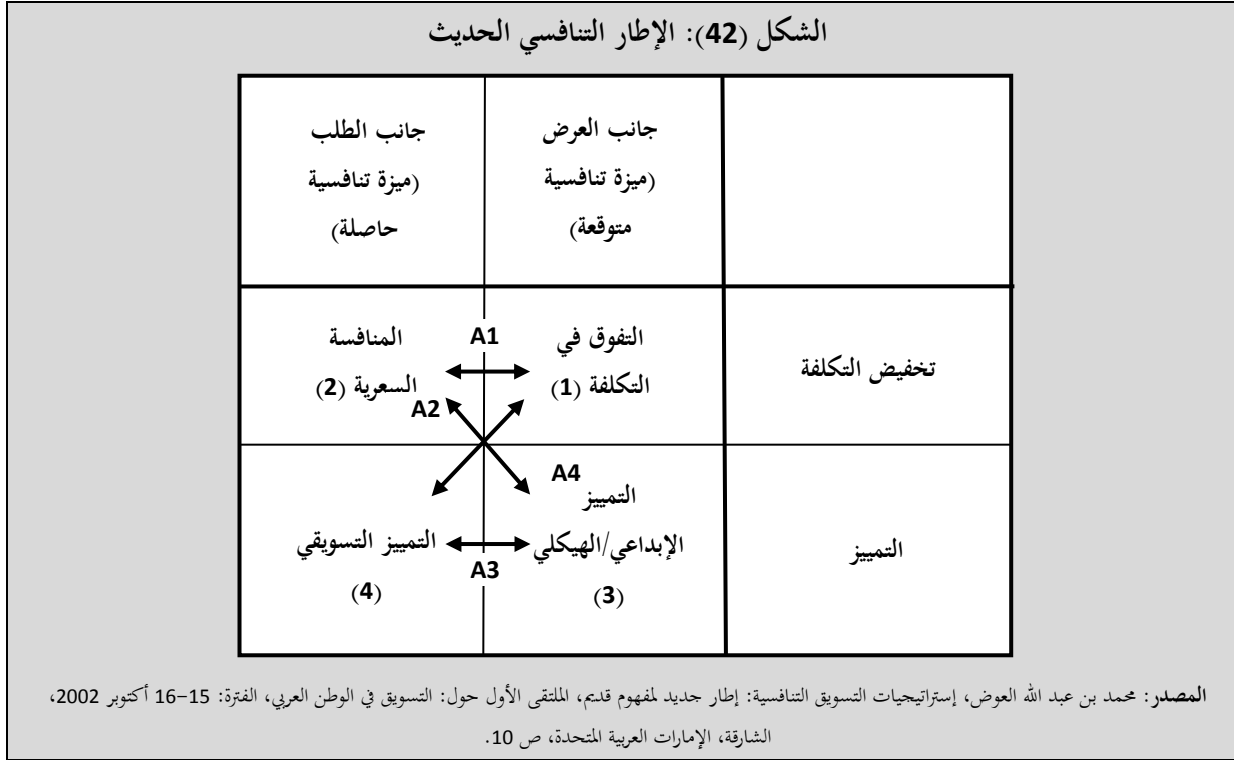 الشكل (42): الإطار التنافسي الحديث
جانب العرض
(ميزة تنافسية
متوقعة)
جانب الطلب
(ميزة تنافسية
حاصلة)
تخفيض التكلفة
التفوق في
التكلفة (1)
A1
المنافسة
السعرية (2)
A2
التمييز
A4
التمييز
الإبداعي/الهيكلي
(3)
A3
التمييز التسويقي
(4)
المصدر: محمد بن عبد الله العوض، إستراتيجيات التسويق التنافسية: إطار جديد لمفهوم قديم، الملتقى الأول حول: التسويق في الوطن العربي، الفترة: 15-16 أكتوبر 2002،
الشارقة، الإمارات العربية المتحدة، ص 10.